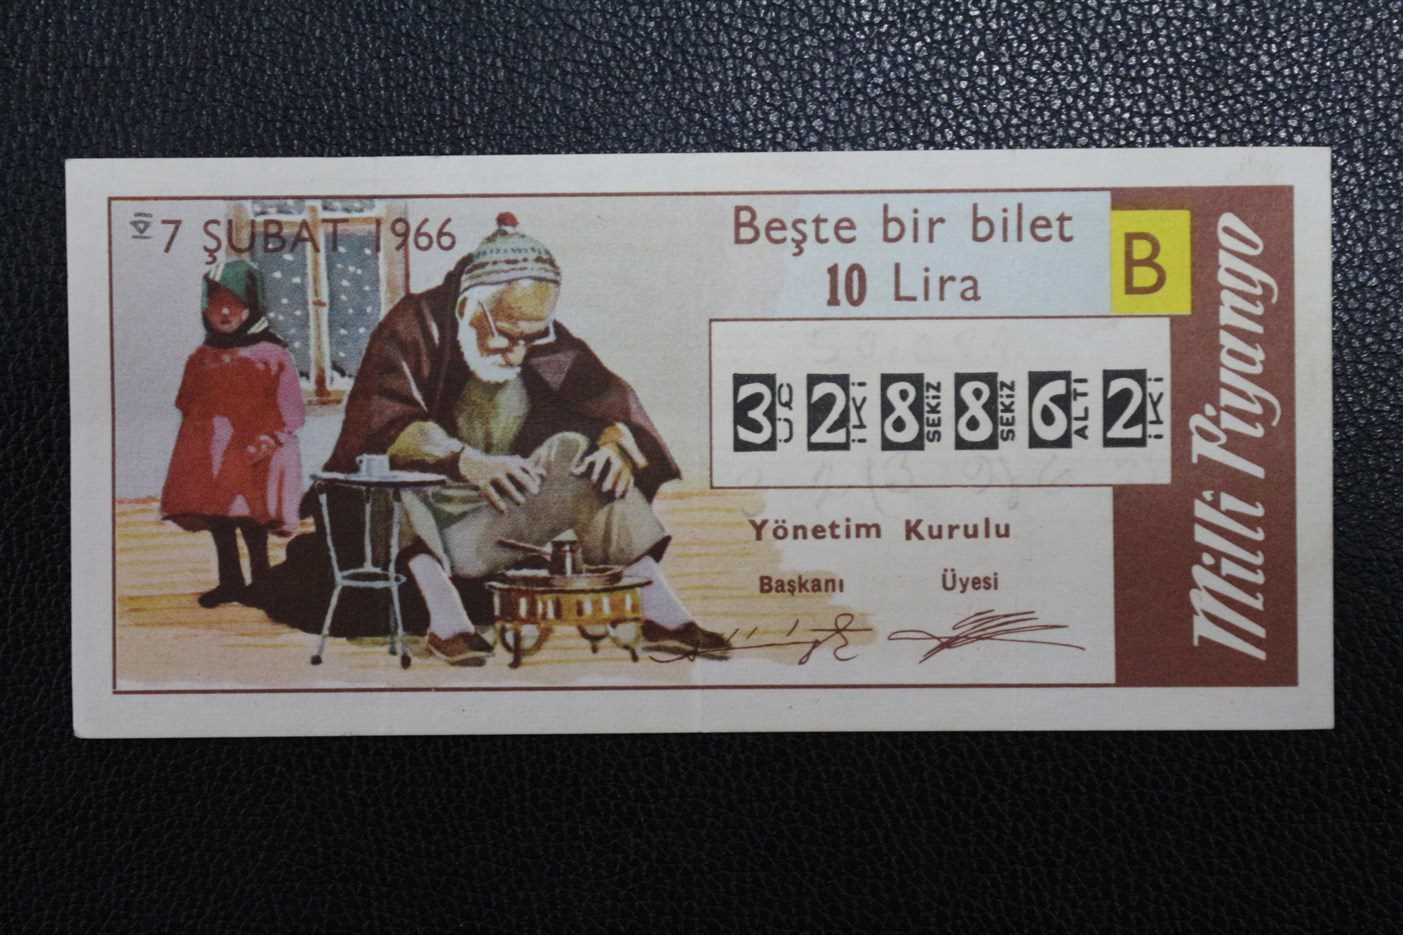 7 ŞUBAT 1966
Beşte bir bilet
10 Lira
B
3 ÜÇ 2 İKİ 8 SEKİZ 8 SEKİZ 6 ALTI 2 İKİ
Yönetim Kurulu
Başkanı Üyesi
Millî Piyango